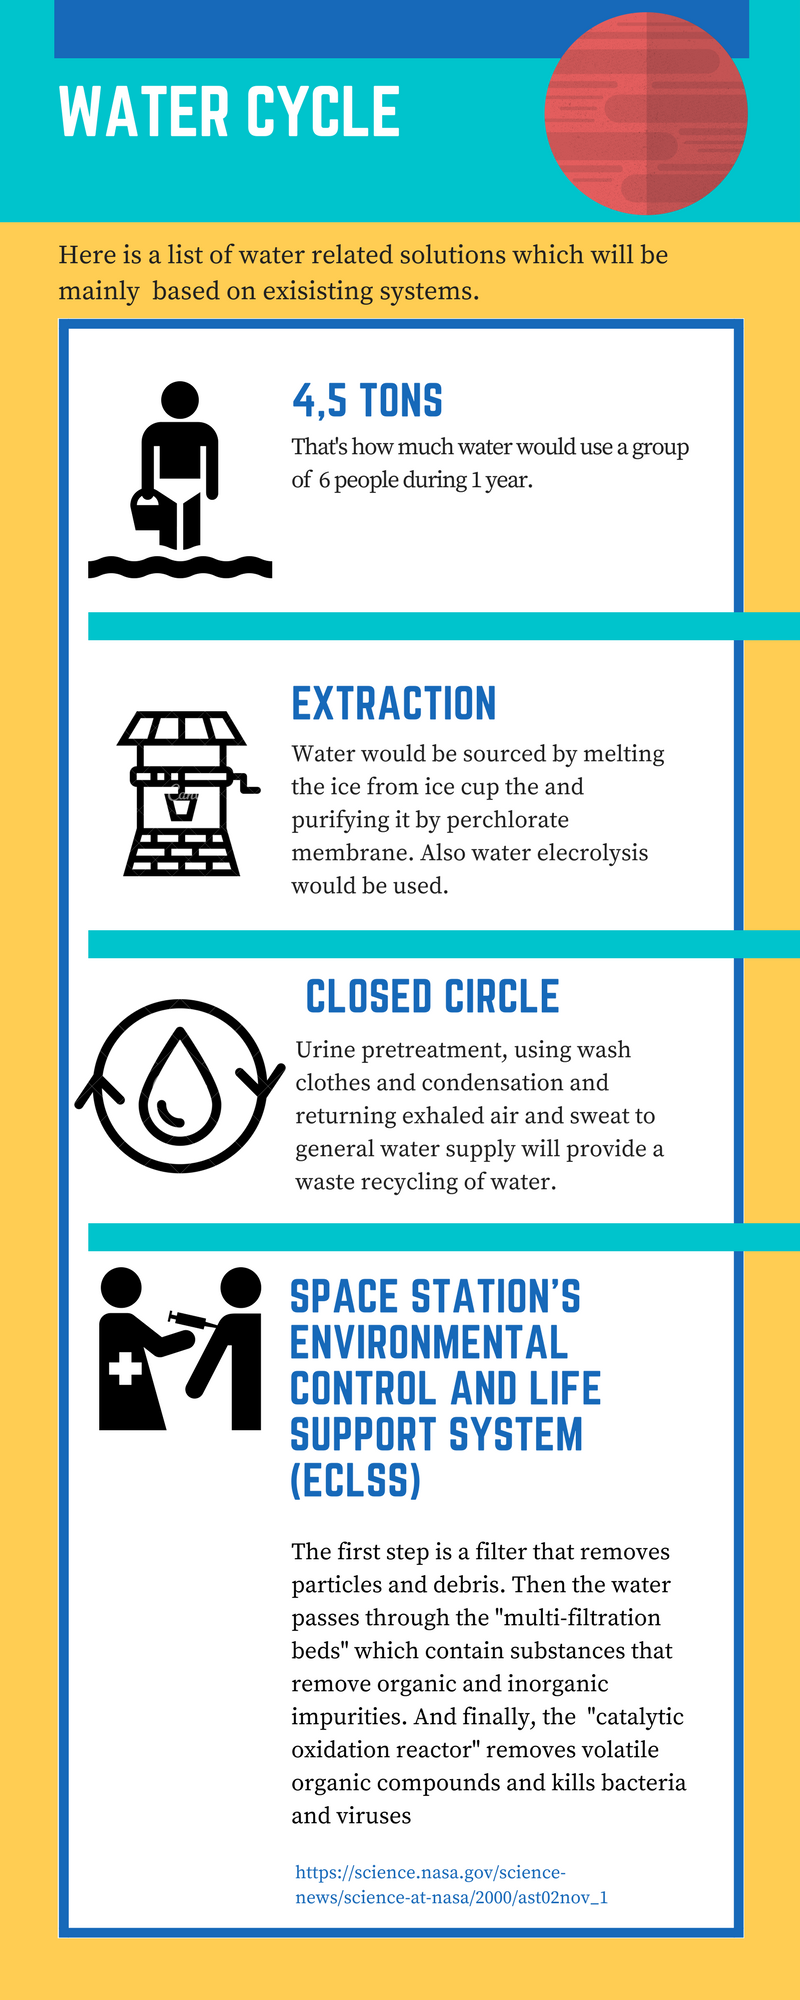 WATER CYCLE
Here is a list of water related solutions which will be
mainly  based on exisisting systems.
4,5 TONS
That's how much water would use a group
of  6 people during 1 year.
EXTRACTION
Water would be sourced by melting
the ice from ice cup the and
purifying it by perchlorate
membrane. Also water elecrolysis
would be used.
CLOSED CIRCLE
Urine pretreatment, using wash
clothes and condensation and
returning exhaled air and sweat to
general water supply will provide a
waste recycling of water.
SPACE STATION'S
ENVIRONMENTAL
CONTROL AND LIFE
SUPPORT SYSTEM
(ECLSS)
The first step is a filter that removes
particles and debris. Then the water
passes through the "multi-filtration
beds" which contain substances that
remove organic and inorganic
impurities. And finally, the  "catalytic
oxidation reactor" removes volatile
organic compounds and kills bacteria
and viruses
https://science.nasa.gov/science-
news/science-at-nasa/2000/ast02nov_1